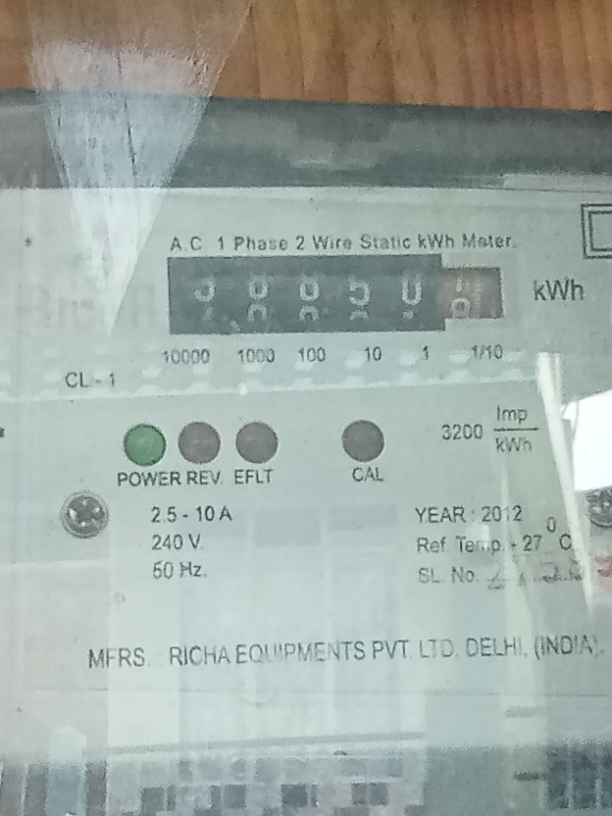 A.C. 1 Phase 2 Wire Static kWh Meter.
kWh
10000 1000 100 10 1 1/10
CL - 1
3200 Imp/kWh
POWER REV. EFLT CAL
2.5 - 10 A
240 V.
50 Hz.
YEAR : 2012
Ref. Temp. - 27 °C
SL. No.
MFRS. : RICHA EQUIPMENTS PVT. LTD. DELHI, (INDIA).